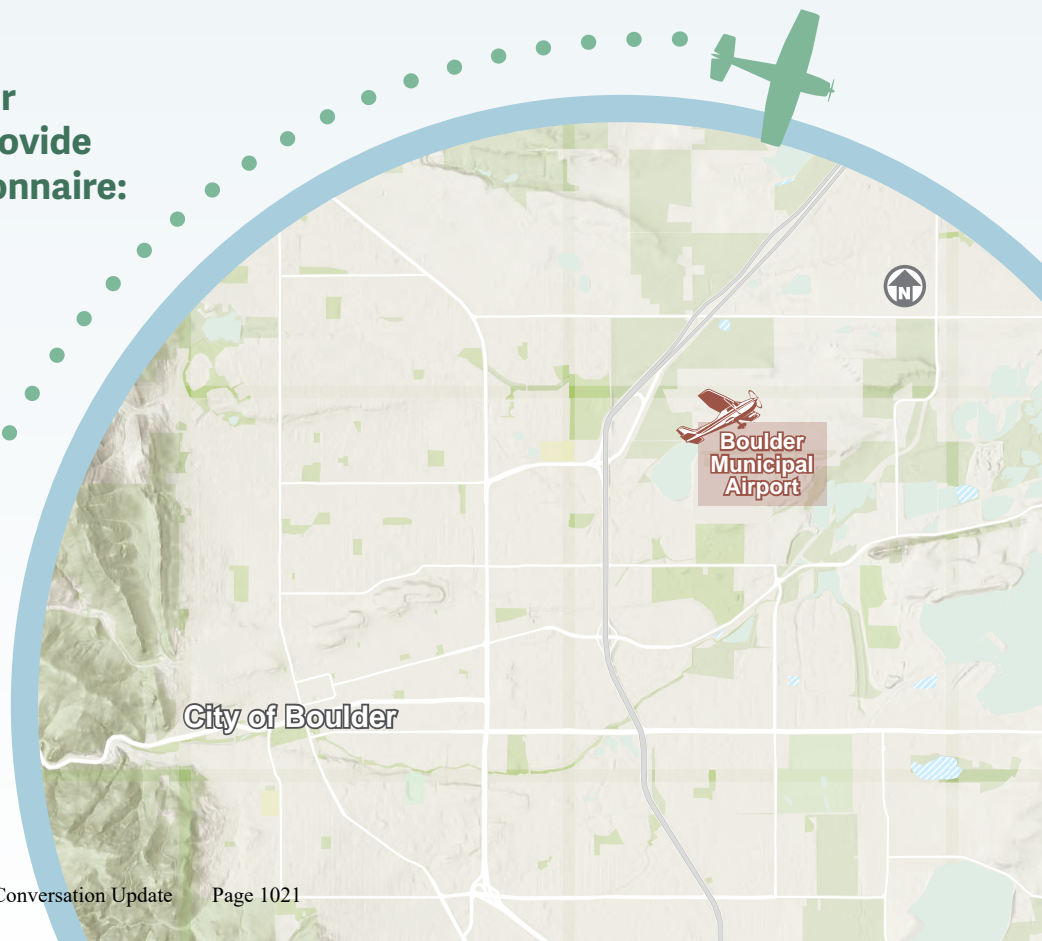 r
ovide
onnaire:
N
Boulder
Municipal
Airport
City of Boulder
Conversation Update Page 1021